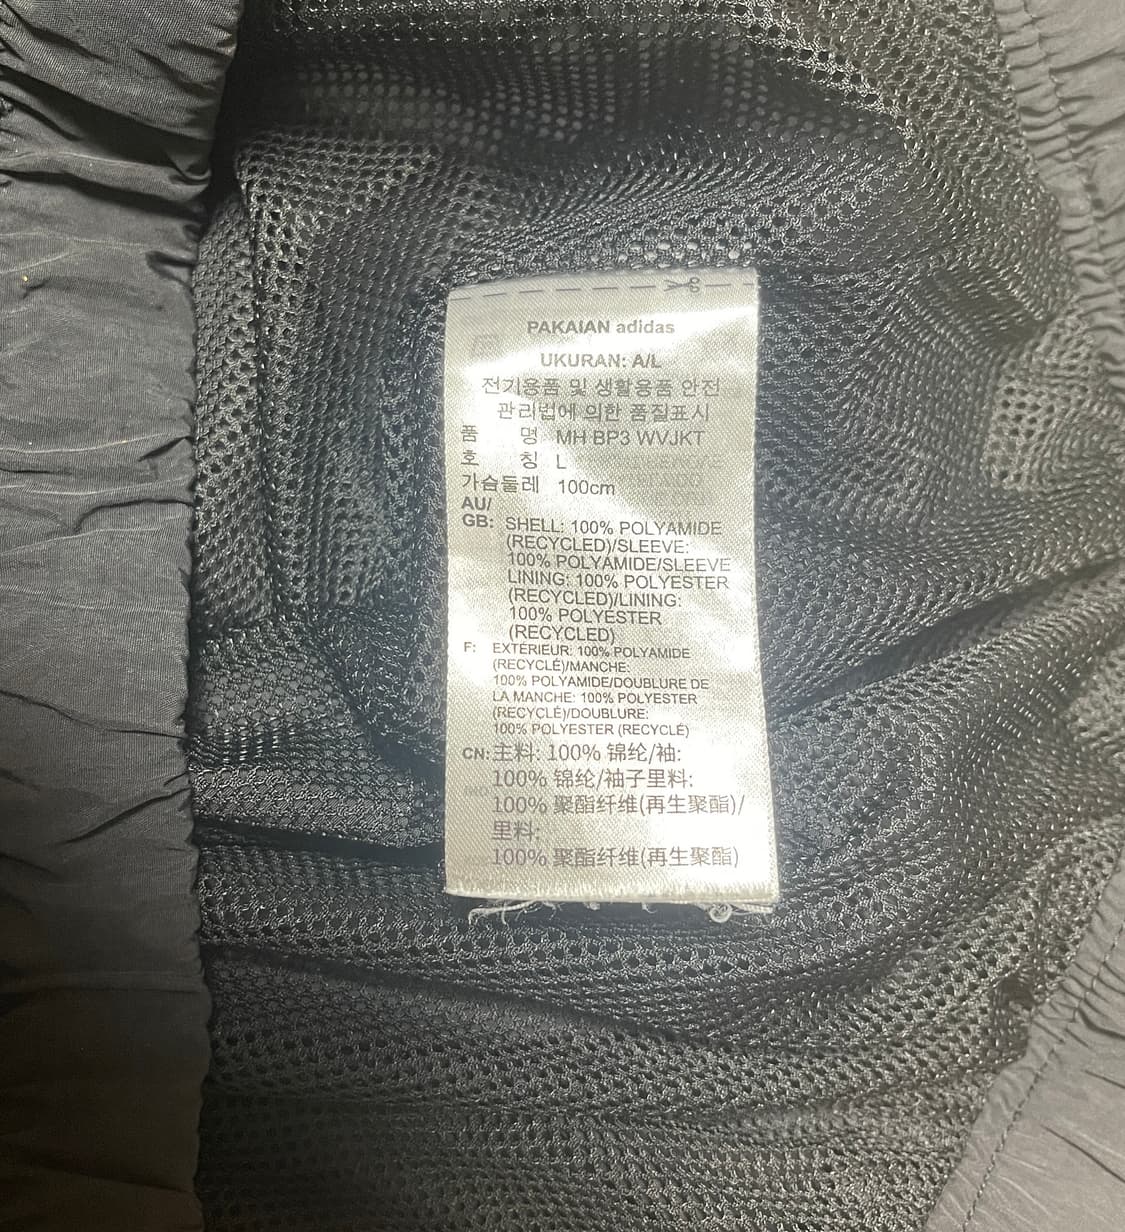 PAKAIAN adidas
UKURAN: A/L
전기용품 및 생활용품 안전
관리법에 의한 품질표시
품 명 MH BP3 WVJKT
호 칭 L
가슴둘레 100cm
AU/
GB: SHELL: 100% POLYAMIDE
(RECYCLED)/SLEEVE:
100% POLYAMIDE/SLEEVE
LINING: 100% POLYESTER
(RECYCLED)/LINING:
100% POLYESTER
(RECYCLED)
F: EXTÉRIEUR: 100% POLYAMIDE
(RECYCLÉ)/MANCHE:
100% POLYAMIDE/DOUBLURE DE
LA MANCHE: 100% POLYESTER
(RECYCLÉ)/DOUBLURE:
100% POLYESTER (RECYCLÉ)
CN: 主料: 100% 锦纶/袖:
100% 锦纶/袖子里料:
100% 聚酯纤维(再生聚酯)/
里料:
100% 聚酯纤维(再生聚酯)